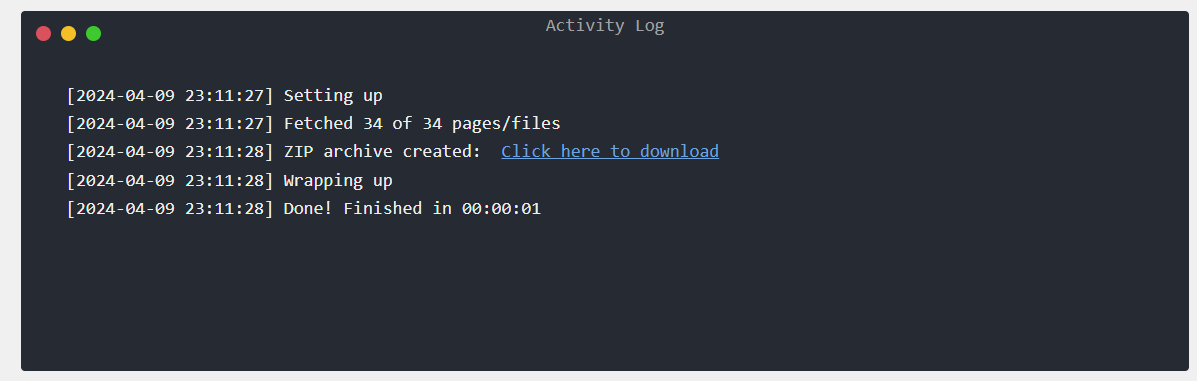 Activity Log
[2024-04-09 23:11:27] Setting up
[2024-04-09 23:11:27] Fetched 34 of 34 pages/files
[2024-04-09 23:11:28] ZIP archive created: Click here to download
[2024-04-09 23:11:28] Wrapping up
[2024-04-09 23:11:28] Done! Finished in 00:00:01